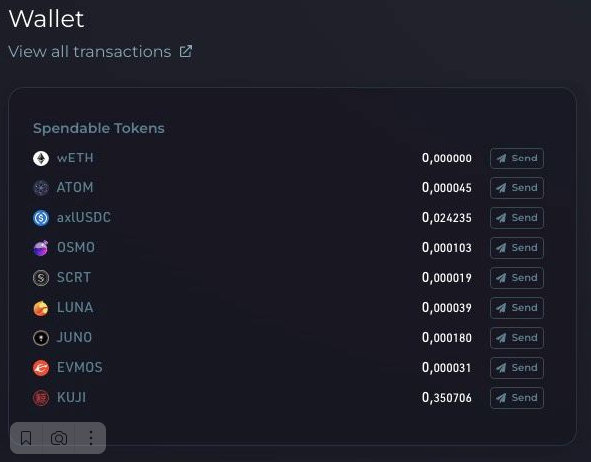 Wallet
View all transactions
Spendable Tokens
wETH 0,000000 Send
ATOM 0,000045 Send
axlUSDC 0,024235 Send
OSMO 0,000103 Send
SCRT 0,000019 Send
LUNA 0,000039 Send
JUNO 0,000180 Send
EVMOS 0,000031 Send
KUJI 0,350706 Send